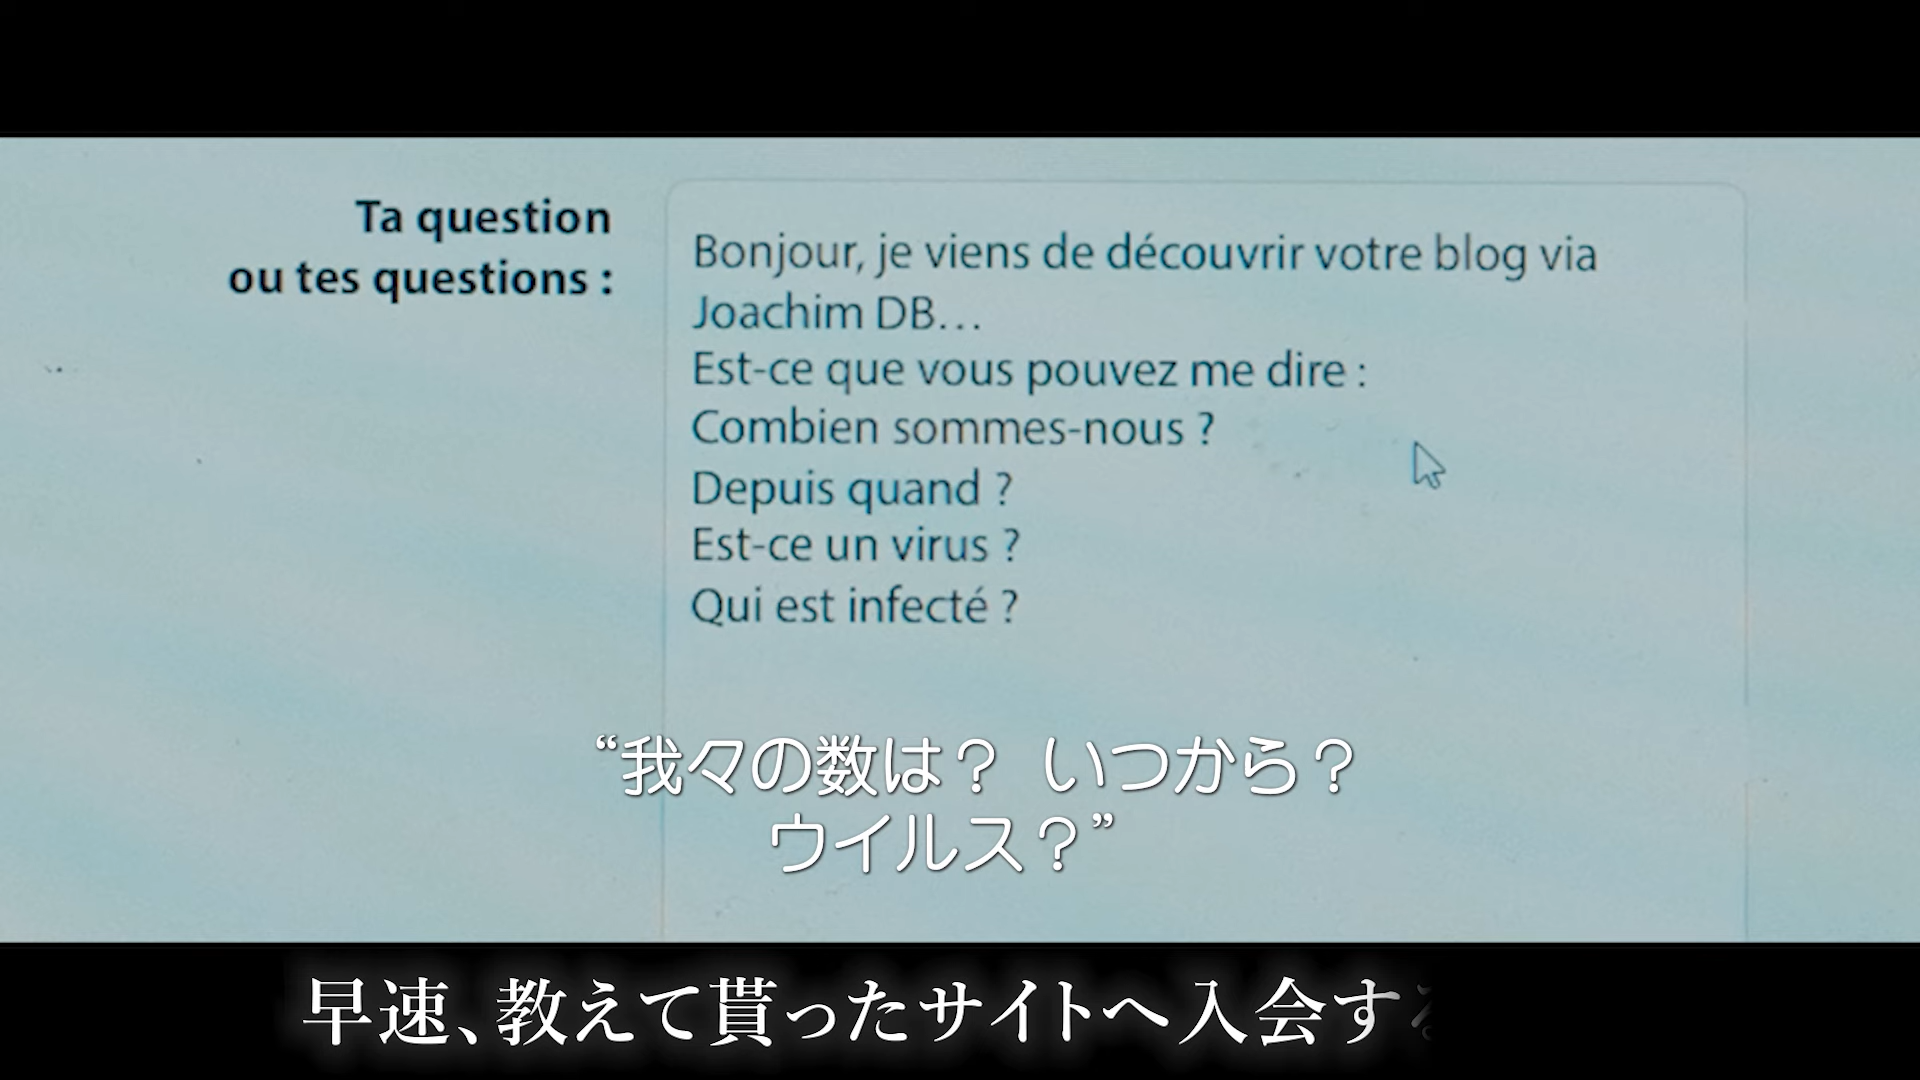 Ta question
ou tes questions :
Bonjour, je viens de découvrir votre blog via
Joachim DB...
Est-ce que vous pouvez me dire :
Combien sommes-nous ?
Depuis quand ?
Est-ce un virus ?
Qui est infecté ?
“我々の数は？ いつから？
ウイルス？”
早速、教えて貰ったサイトへ入会する